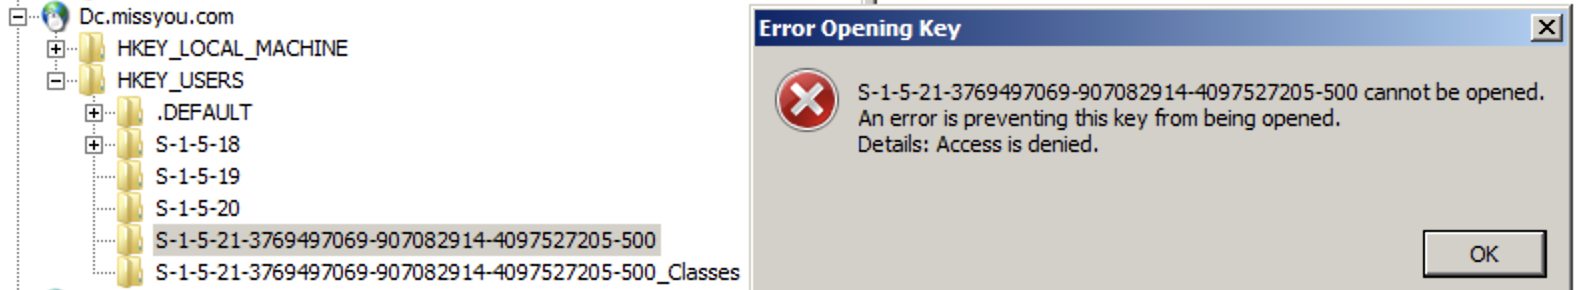 Dc.missyou.com
HKEY_LOCAL_MACHINE
HKEY_USERS
.DEFAULT
S-1-5-18
S-1-5-19
S-1-5-20
S-1-5-21-3769497069-907082914-4097527205-500
S-1-5-21-3769497069-907082914-4097527205-500_Classes
Error Opening Key
S-1-5-21-3769497069-907082914-4097527205-500 cannot be opened.
An error is preventing this key from being opened.
Details: Access is denied.
OK